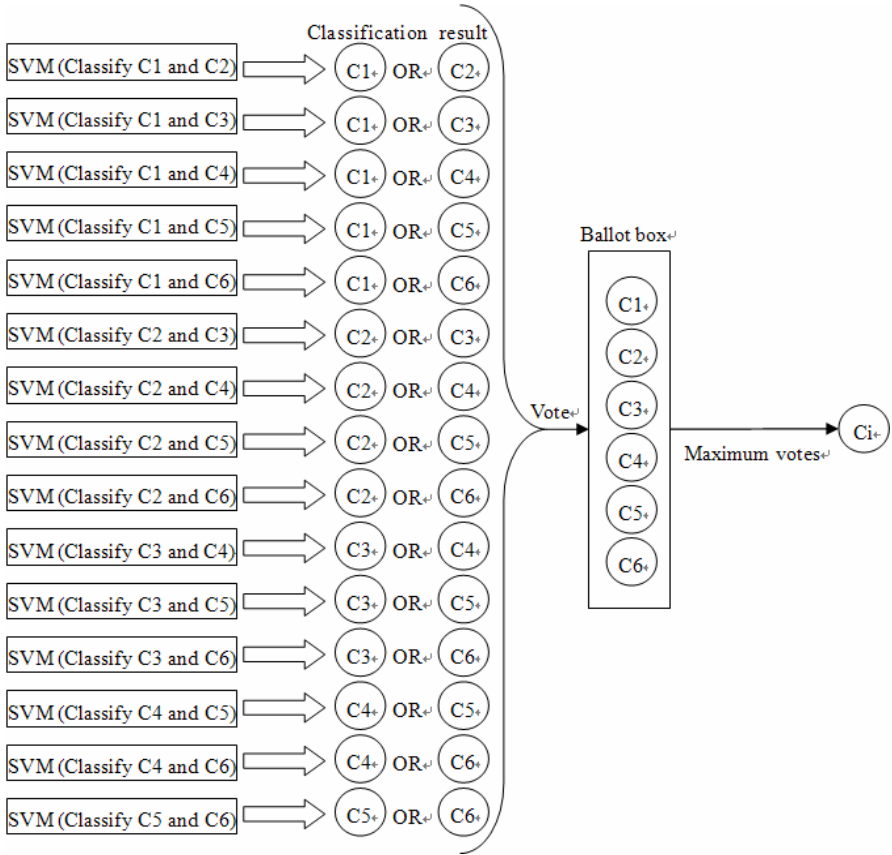 Classification result
SVM (Classify C1 and C2) C1 OR C2
SVM (Classify C1 and C3) C1 OR C3
SVM (Classify C1 and C4) C1 OR C4
SVM (Classify C1 and C5) C1 OR C5
SVM (Classify C1 and C6) C1 OR C6
SVM (Classify C2 and C3) C2 OR C3
SVM (Classify C2 and C4) C2 OR C4
SVM (Classify C2 and C5) C2 OR C5
SVM (Classify C2 and C6) C2 OR C6
SVM (Classify C3 and C4) C3 OR C4
SVM (Classify C3 and C5) C3 OR C5
SVM (Classify C3 and C6) C3 OR C6
SVM (Classify C4 and C5) C4 OR C5
SVM (Classify C4 and C6) C4 OR C6
SVM (Classify C5 and C6) C5 OR C6
Vote
Ballot box
C1
C2
C3
C4
C5
C6
Maximum votes
Ci